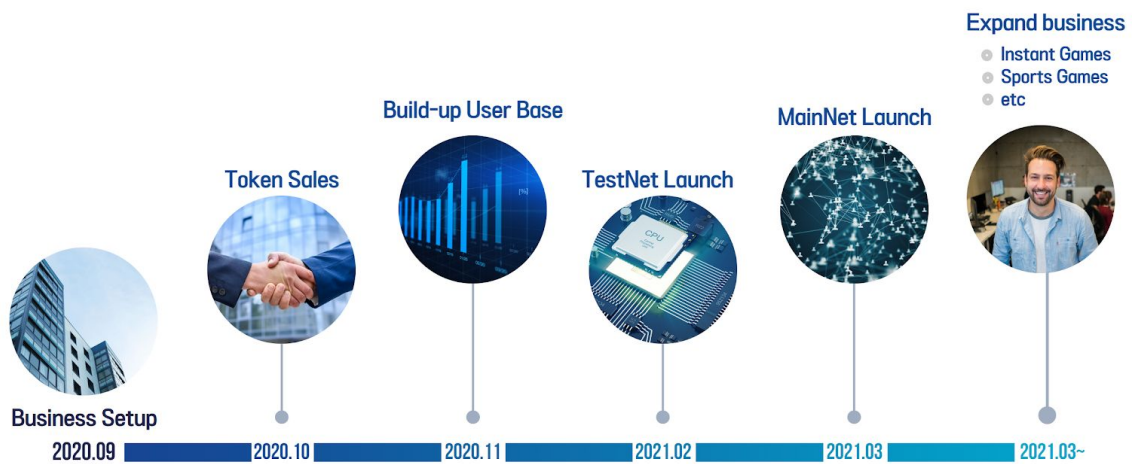 Expand business
Instant Games
Sports Games
etc
Build-up User Base
MainNet Launch
Token Sales
TestNet Launch
[%]
CPU
Business Setup
2020.09
2020.10
2020.11
2021.02
2021.03
2021.03~